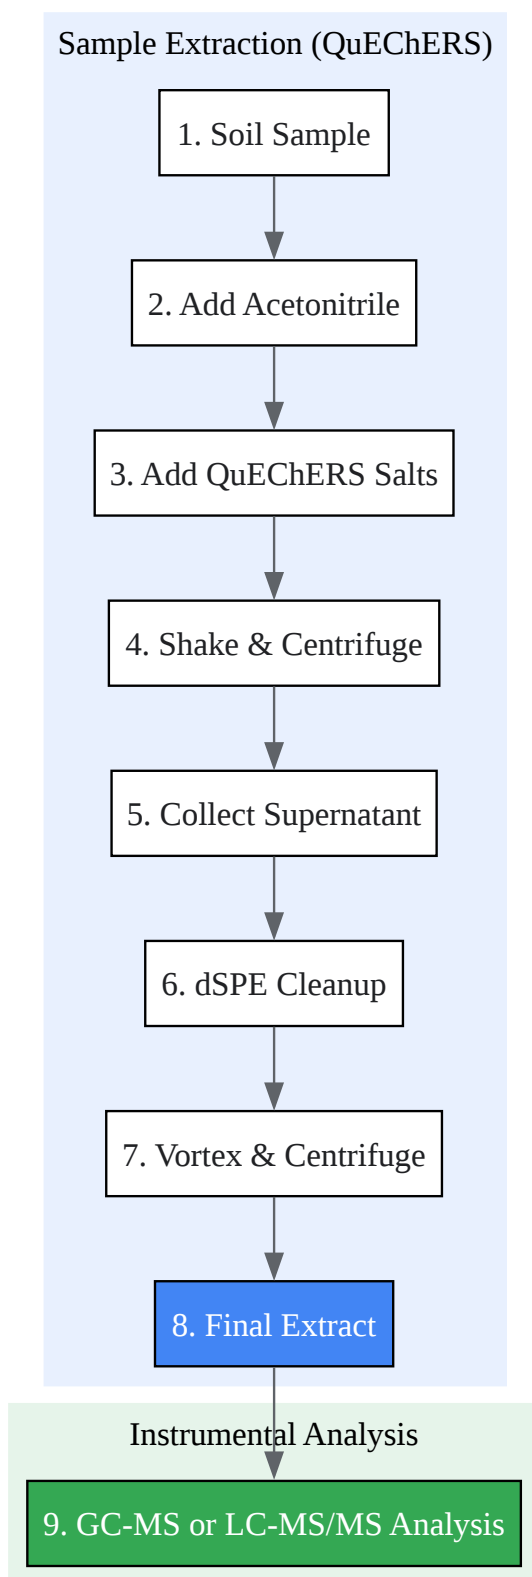 Sample Extraction (QuEChERS)
1. Soil Sample
2. Add Acetonitrile
3. Add QuEChERS Salts
4. Shake & Centrifuge
5. Collect Supernatant
6. dSPE Cleanup
7. Vortex & Centrifuge
8. Final Extract
Instrumental Analysis
9. GC-MS or LC-MS/MS Analysis